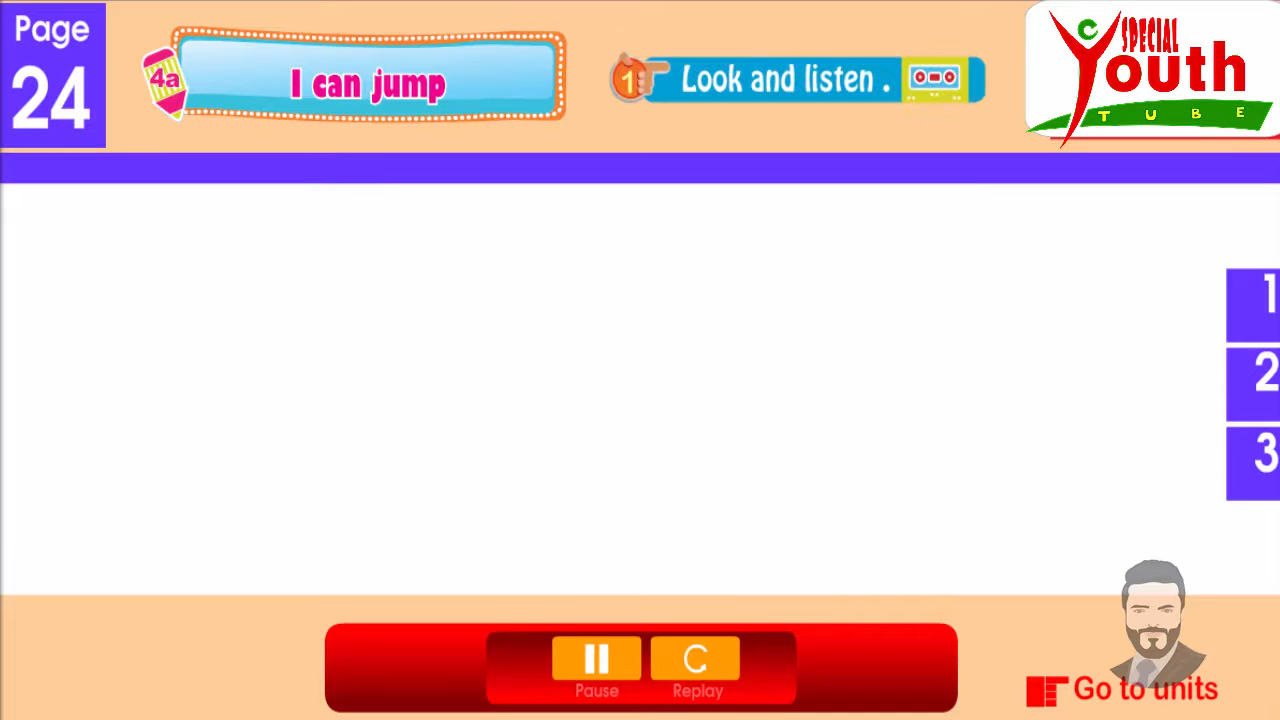 Page
24
4a
I can jump
1
Look and listen .
C
SPECIAL
Youth
TUBE
1
2
3
Pause
Replay
Go to units